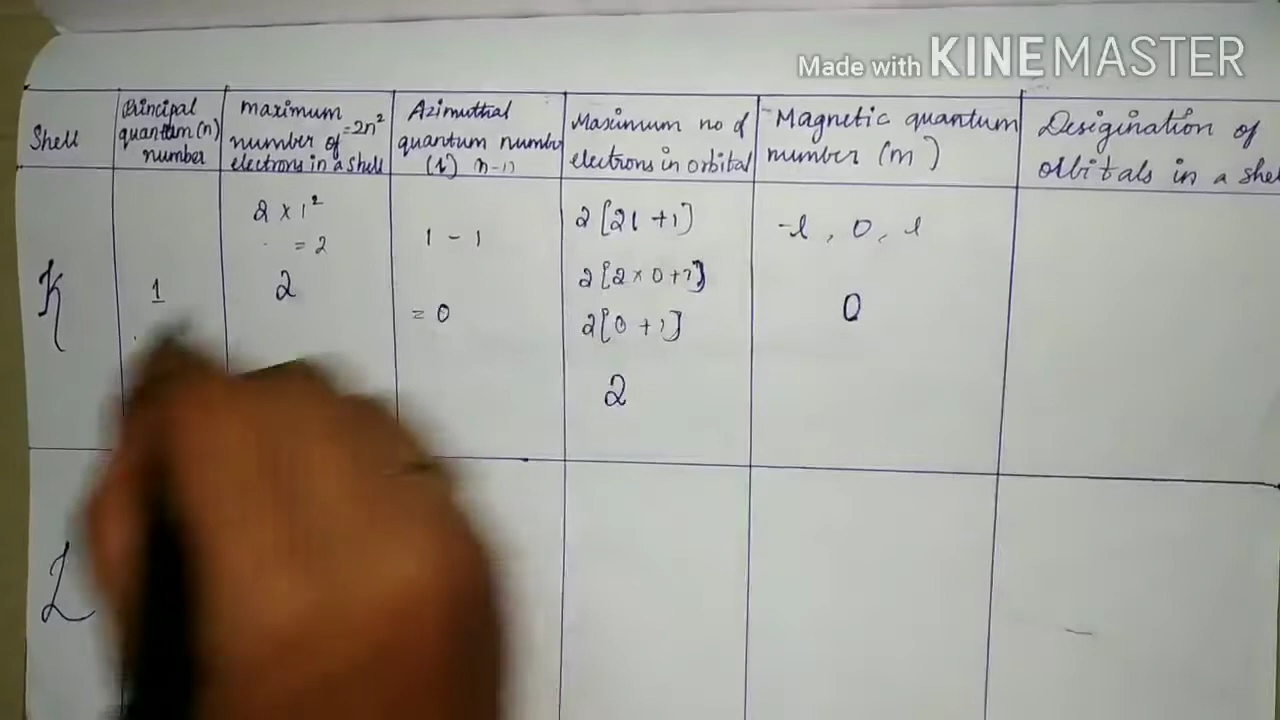 Made with KINEMASTER
Shell
Principal
quantum (n)
number
maximum
number of =2n²
electrons in a shell
Azimuthal
quantum number
(l) n-1)
Maximum no of
electrons in orbital
Magnetic quantum
number (m)
Desigination of
orbitals in a she
K
1
2 × 1²
= 2
2
1 - 1
= 0
2[2l + 1)
2[2 × 0 + 1]
2[0 + 1]
2
-l , 0, l
0
L